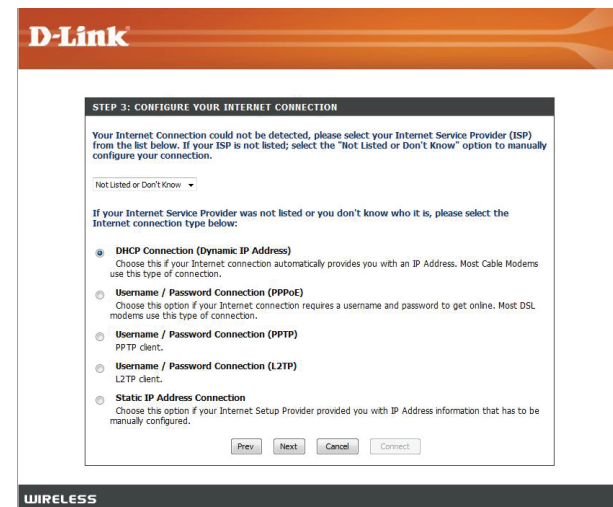 D-Link
STEP 3: CONFIGURE YOUR INTERNET CONNECTION
Your Internet Connection could not be detected, please select your Internet Service Provider (ISP)
from the list below. If your ISP is not listed; select the "Not Listed or Don't Know" option to manually
configure your connection.
Not Listed or Don't Know
If your Internet Service Provider was not listed or you don't know who it is, please select the
Internet connection type below:
DHCP Connection (Dynamic IP Address)
Choose this if your Internet connection automatically provides you with an IP Address. Most Cable Modems
use this type of connection.
Username / Password Connection (PPPoE)
Choose this option if your Internet connection requires a username and password to get online. Most DSL
modems use this type of connection.
Username / Password Connection (PPTP)
PPTP client.
Username / Password Connection (L2TP)
L2TP client.
Static IP Address Connection
Choose this option if your Internet Setup Provider provided you with IP Address information that has to be
manually configured.
Prev Next Cancel Connect
WIRELESS